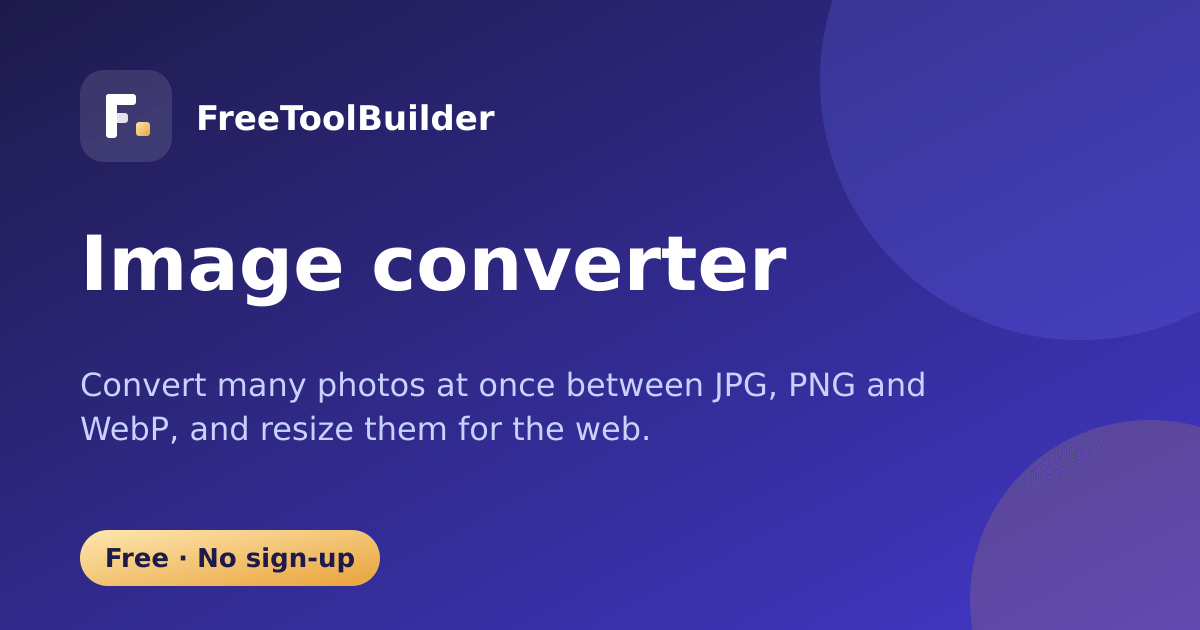 F.
FreeToolBuilder
Image converter
Convert many photos at once between JPG, PNG and
WebP, and resize them for the web.
Free · No sign-up